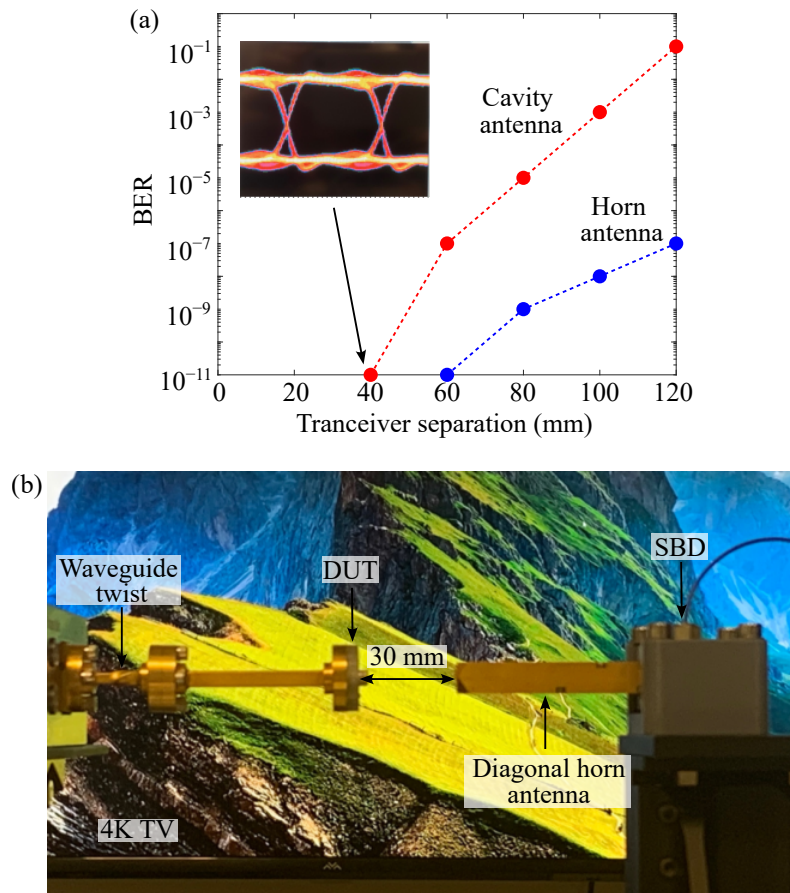 (a)
10⁻¹
10⁻³
10⁻⁵
10⁻⁷
10⁻⁹
10⁻¹¹
BER
Cavity
antenna
Horn
antenna
0
20
40
60
80
100
120
Tranceiver separation (mm)
(b)
Waveguide
twist
DUT
SBD
30 mm
Diagonal horn
antenna
4K TV